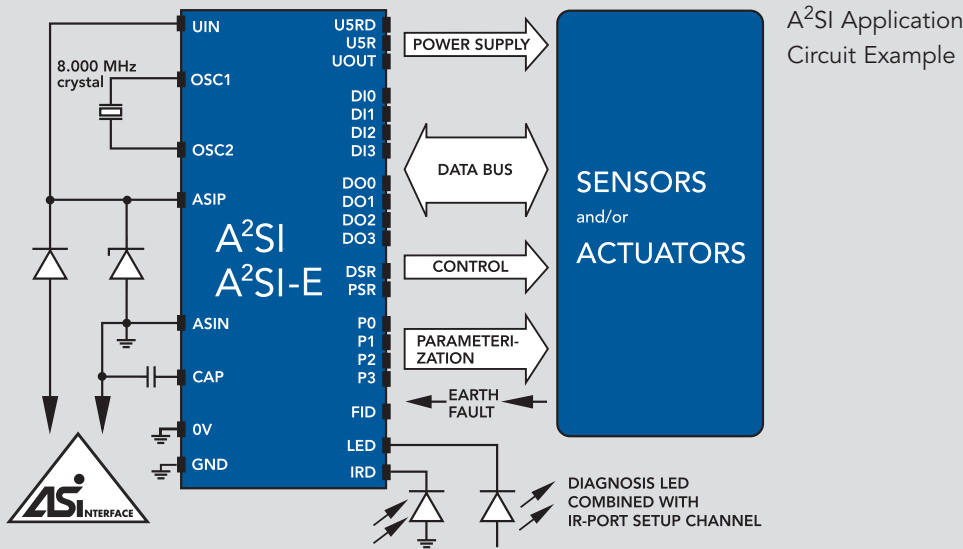 A²SI Application
Circuit Example
UIN
OSC1
OSC2
ASIP
ASIN
CAP
0V
GND
8.000 MHz
crystal
A²SI
A²SI-E
U5RD
U5R
UOUT
DI0
DI1
DI2
DI3
DO0
DO1
DO2
DO3
DSR
PSR
P0
P1
P2
P3
FID
LED
IRD
POWER SUPPLY
DATA BUS
CONTROL
PARAMETERI-
ZATION
EARTH
FAULT
SENSORS
and/or
ACTUATORS
DIAGNOSIS LED
COMBINED WITH
IR-PORT SETUP CHANNEL
ASI INTERFACE